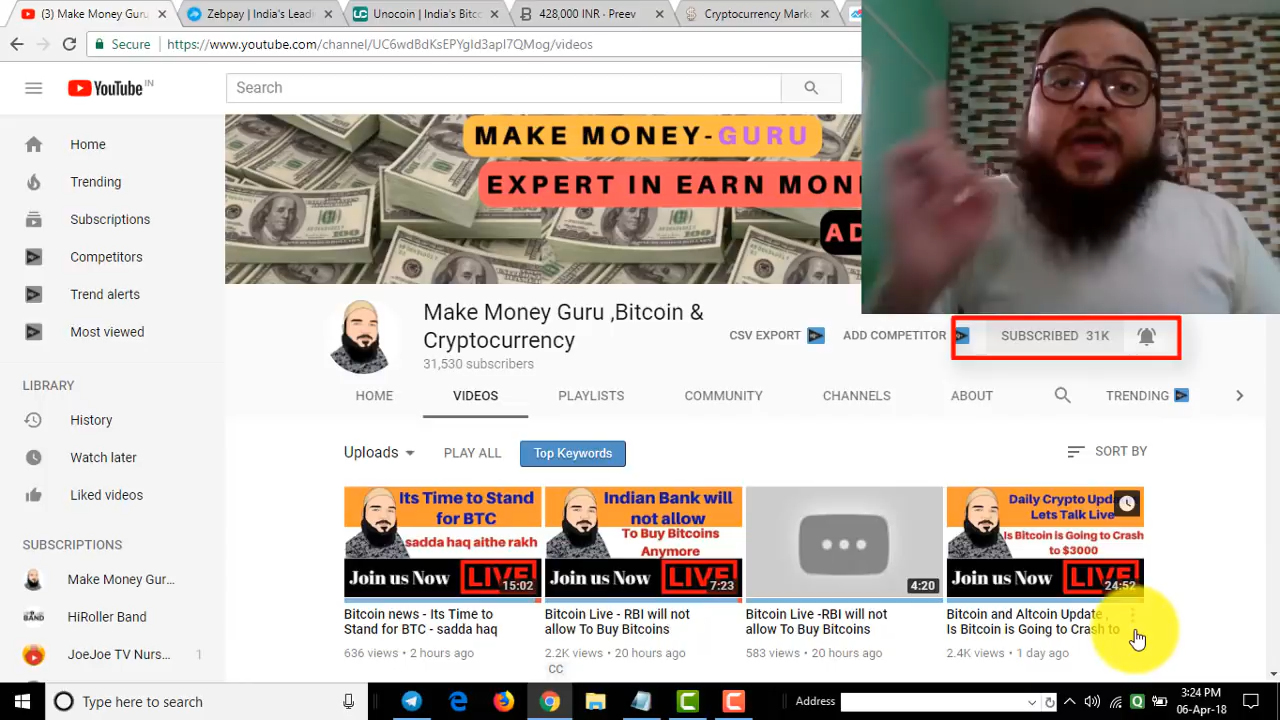 (3) Make Money Guru
Zebpay | India's Lead
Unocoin | India's Bitc
428,000 INR - Preev
Cryptocurrency Mark
Secure
https://www.youtube.com/channel/UC6wdBdKsEPYgId3apI7QMog/videos
YouTube IN
Search
MAKE MONEY-GURU
EXPERT IN EARN MON
AD
Home
Trending
Subscriptions
Competitors
Trend alerts
Most viewed
LIBRARY
History
Watch later
Liked videos
SUBSCRIPTIONS
Make Money Gur...
HiRoller Band
JoeJoe TV Nurs... 1
Make Money Guru ,Bitcoin &
Cryptocurrency
31,530 subscribers
CSV EXPORT
ADD COMPETITOR
SUBSCRIBED 31K
HOME
VIDEOS
PLAYLISTS
COMMUNITY
CHANNELS
ABOUT
TRENDING
Uploads
PLAY ALL
Top Keywords
SORT BY
Its Time to Stand
for BTC
sadda haq aithe rakh
Join us Now LIVE
15:02
Bitcoin news - Its Time to
Stand for BTC - sadda haq
636 views • 2 hours ago
Indian Bank will
not allow
To Buy Bitcoins
Anymore
Join us Now LIVE
7:23
Bitcoin Live - RBI will not
allow To Buy Bitcoins
2.2K views • 20 hours ago
CC
4:20
Bitcoin Live -RBI will not
allow To Buy Bitcoins
583 views • 20 hours ago
Daily Crypto Upd
Lets Talk Live
Is Bitcoin is Going to Crash
to $3000
Join us Now LIVE
24:52
Bitcoin and Altcoin Update ,
Is Bitcoin is Going to Crash to
2.4K views • 1 day ago
Type here to search
Address
3:24 PM
06-Apr-18